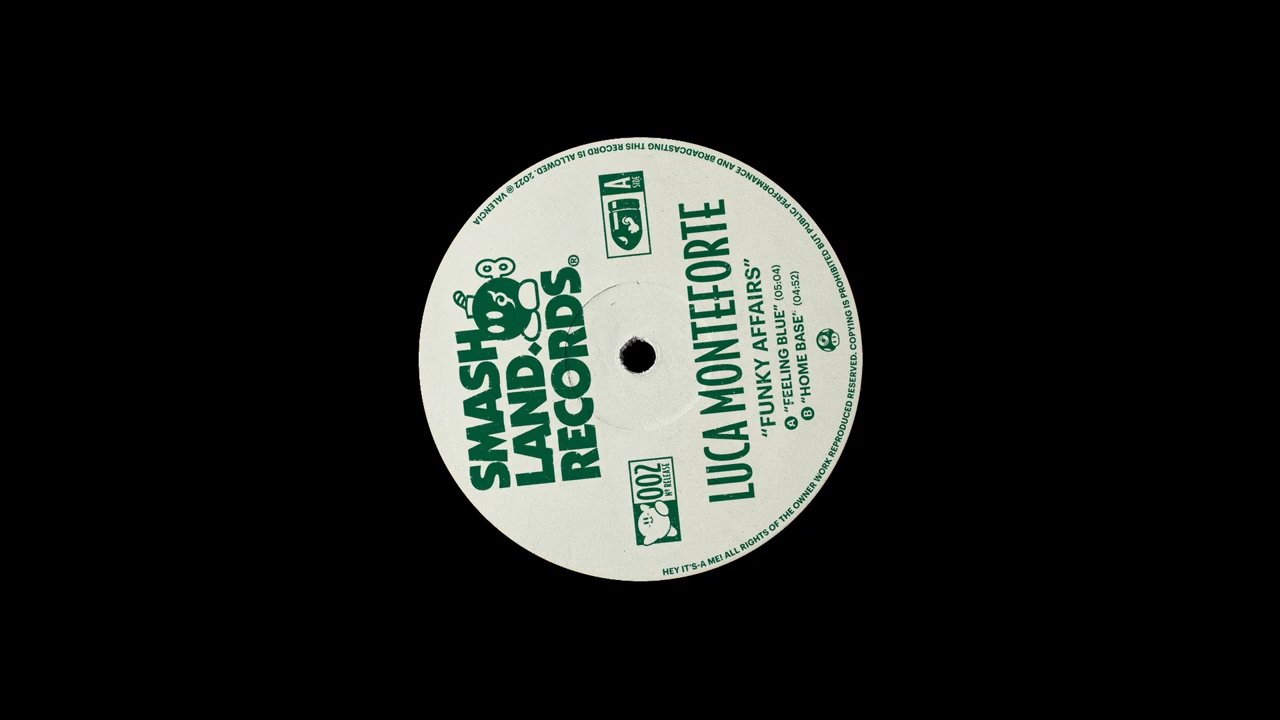 SMASH
LAND.
RECORDS®
002
Nº RELEASE
A
SIDE
LUCA MONTEFORTE
“FUNKY AFFAIRS”
A “FEELING BLUE” (05:04)
B “HOME BASE” (04:52)
HEY IT'S-A ME! ALL RIGHTS OF THE OWNER WORK REPRODUCED RESERVED. COPYING IS PROHIBITED BUT PUBLIC PERFORMANCE AND BROADCASTING THIS RECORD IS ALLOWED. 2022 @ VALENCIA